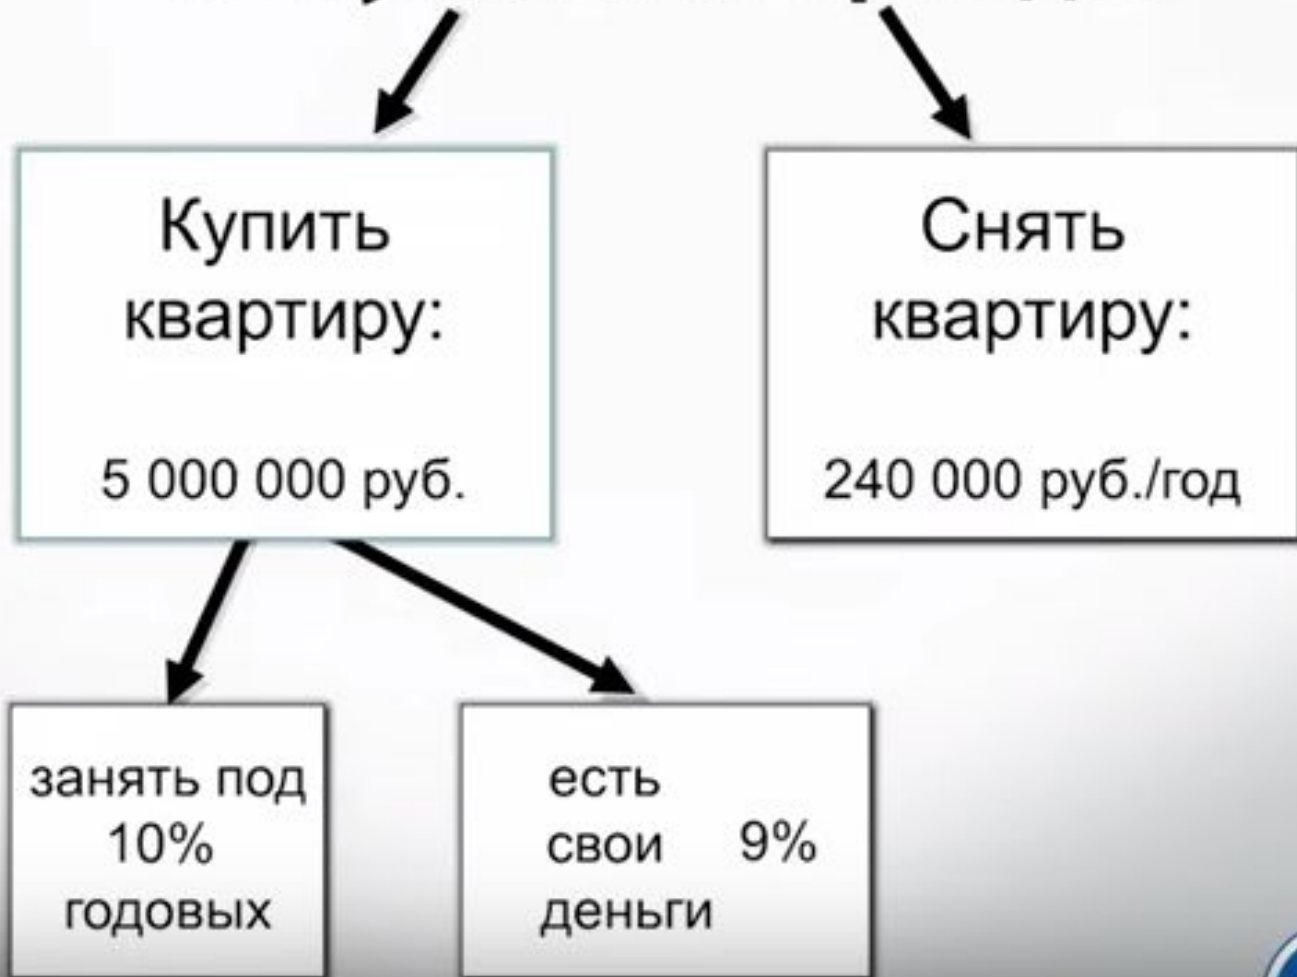 Купить
квартиру:
5 000 000 руб.
Снять
квартиру:
240 000 руб./год
занять под
10%
годовых
есть
свои 9%
деньги